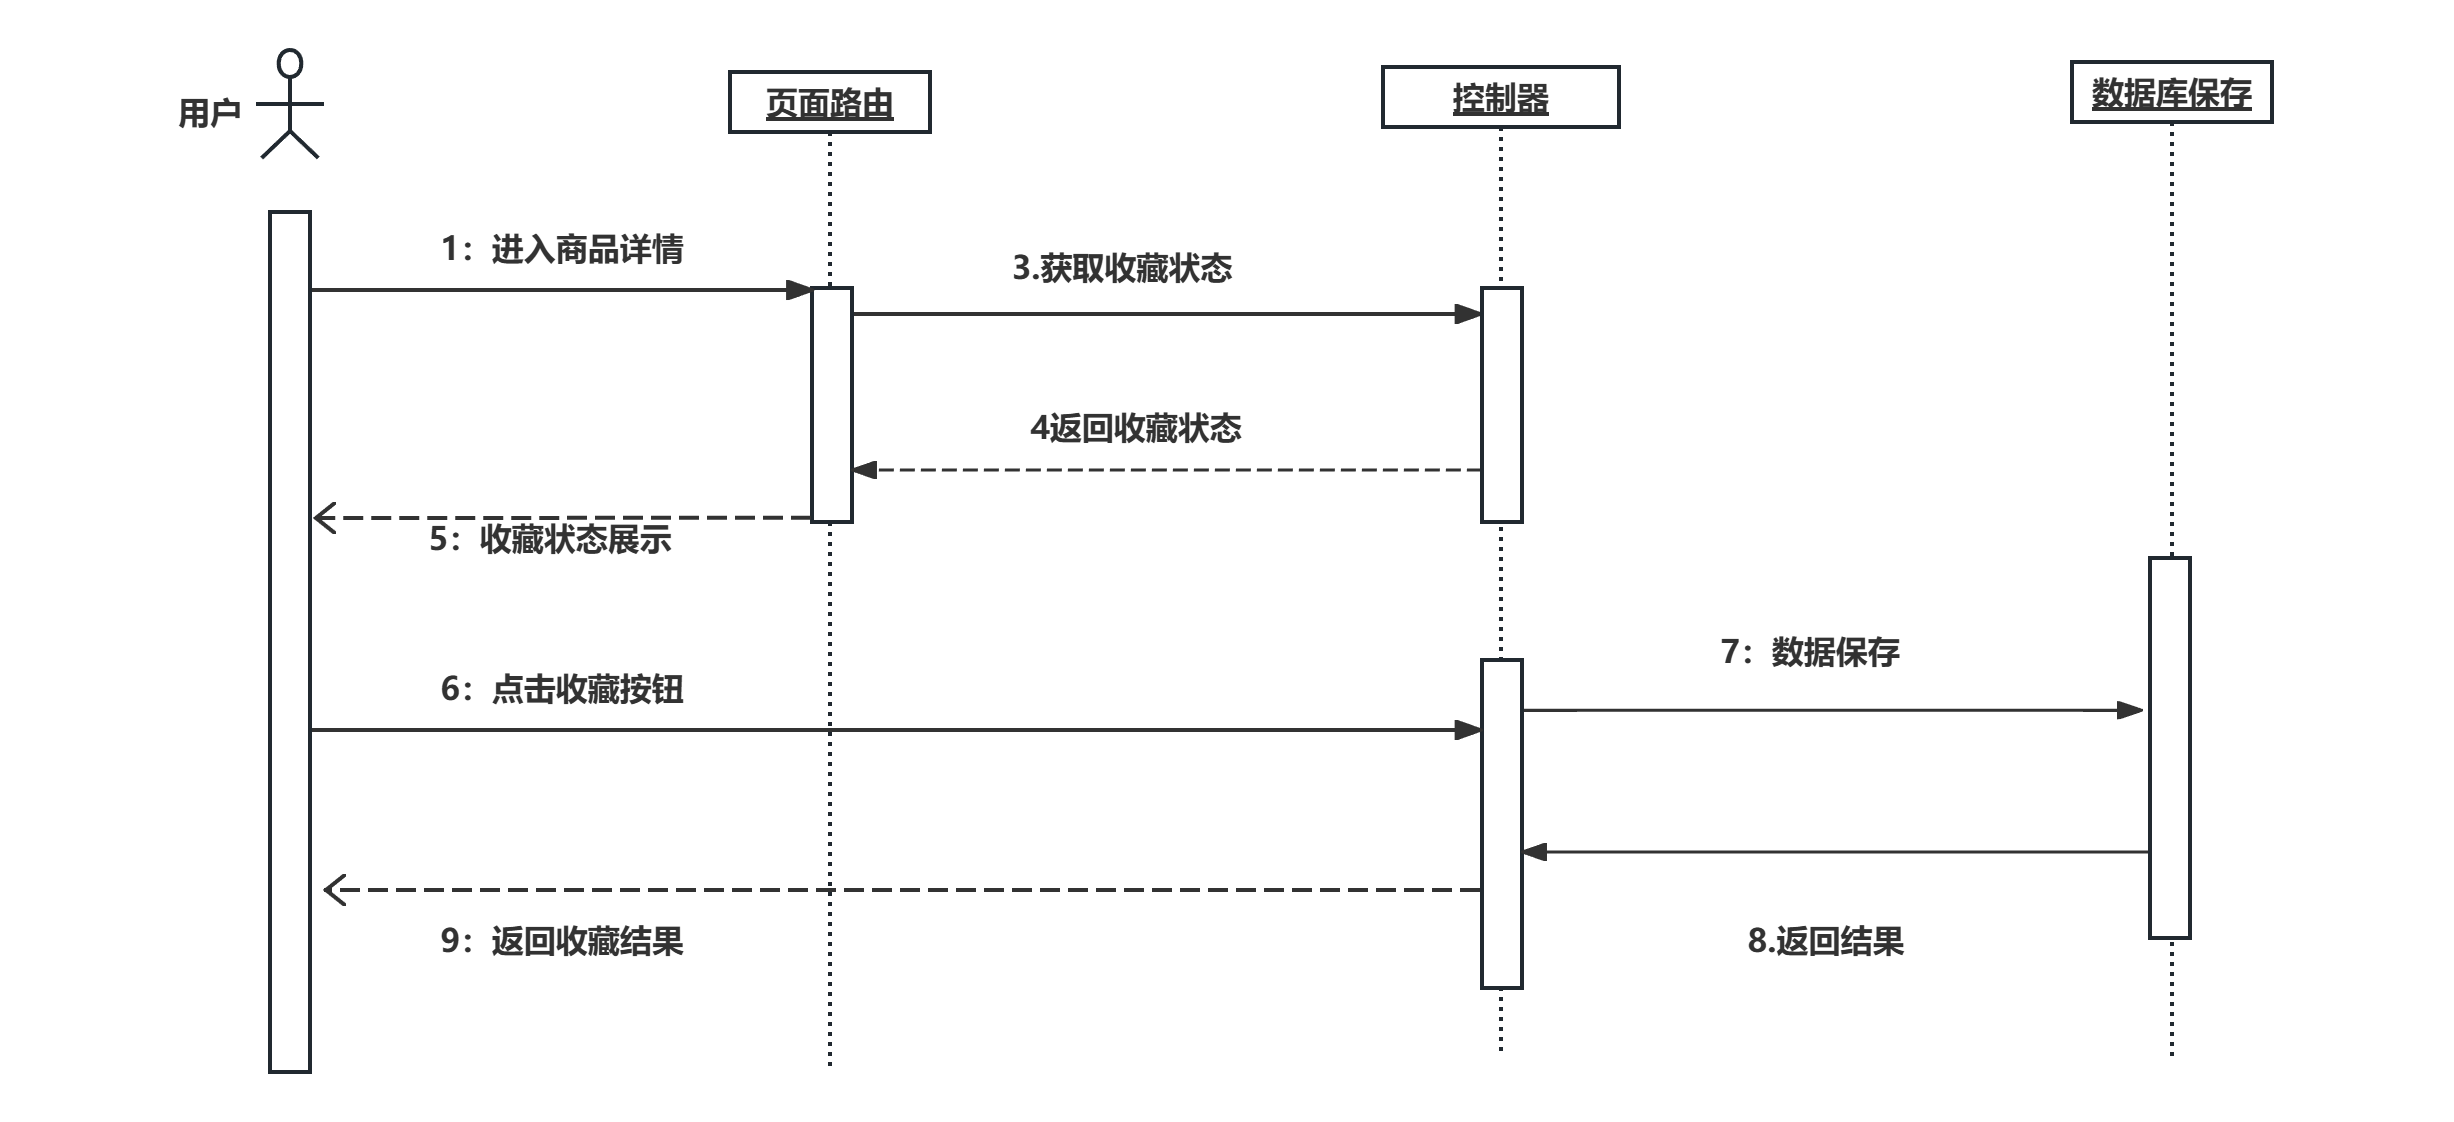 用户
页面路由
控制器
数据库保存
1：进入商品详情
3.获取收藏状态
4返回收藏状态
5：收藏状态展示
6：点击收藏按钮
7：数据保存
9：返回收藏结果
8.返回结果